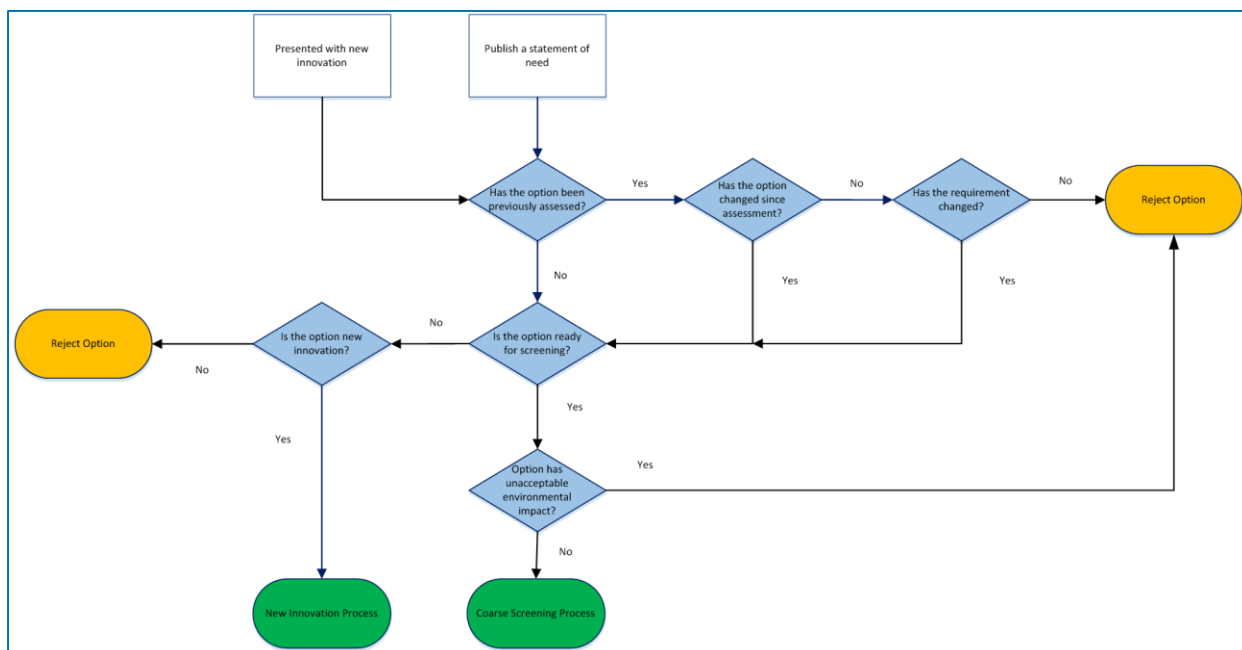 Presented with new
innovation
Publish a statement of
need
Has the option been
previously assessed?
Yes
Has the option
changed since
assessment?
No
Has the requirement
changed?
No
Reject Option
No
Yes
Yes
Reject Option
No
Is the option new
innovation?
No
Is the option ready
for screening?
Yes
Yes
Option has
unacceptable
environmental
impact?
Yes
No
New Innovation Process
Coarse Screening Process